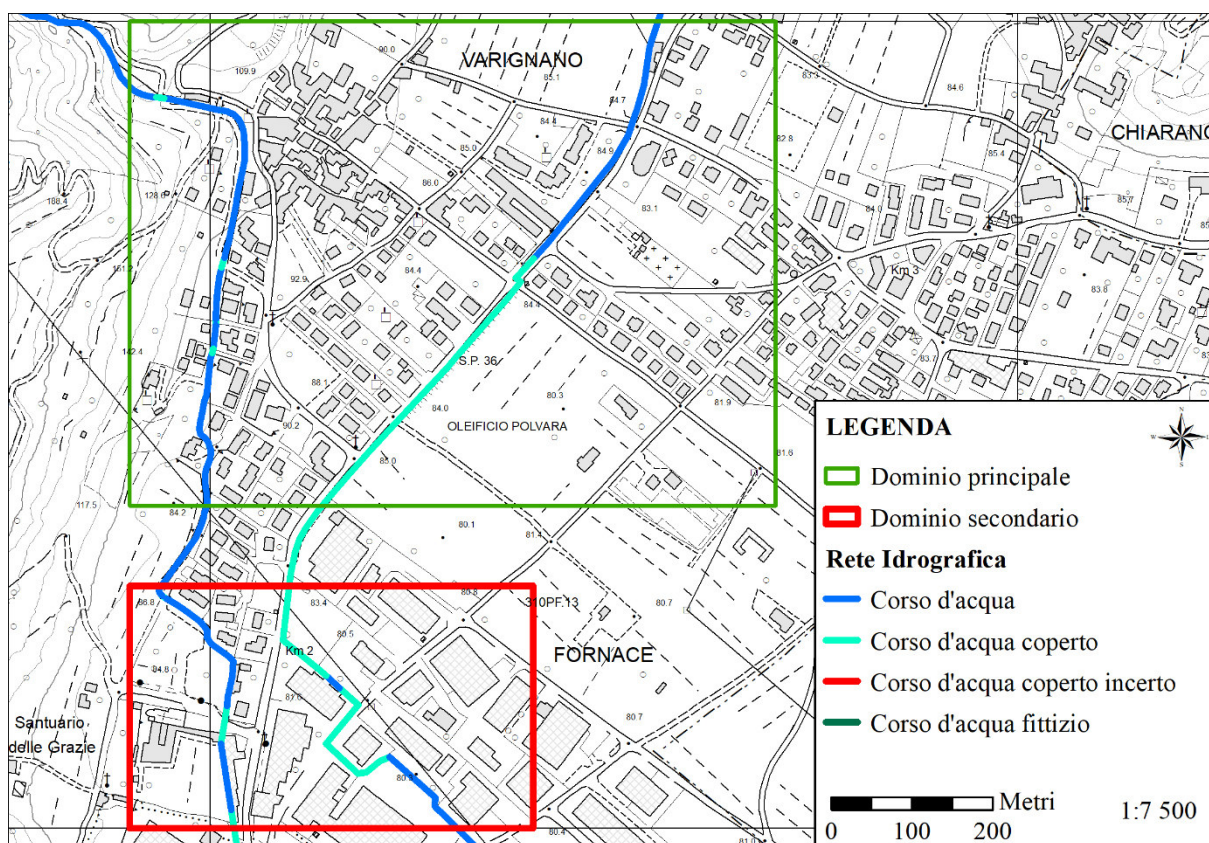 VARIGNANO
90.0
109.9
85.1
84.4
84.7
83.3
84.6
82.8
CHIARANO
85.4
85.0
84.9
86.0
128.6
188.4
83.1
84.0
85.7
151.2
92.9
84.4
Km 3
84.4
83.8
142.4
S.P. 36
83.7
88.1
84.0
80.3
81.9
90.2
OLEIFICIO POLVARA
85.0
81.6
117.5
84.2
80.1
81.4
86.8
83.4
80.8
310PF.13
80.7
80.5
Km 2
FORNACE
84.8
81.6
80.7
Santuario
delle Grazie
80.4
81.0
LEGENDA
N
W
S
Dominio principale
Dominio secondario
Rete Idrografica
Corso d'acqua
Corso d'acqua coperto
Corso d'acqua coperto incerto
Corso d'acqua fittizio
Metri
1:7 500
0 100 200